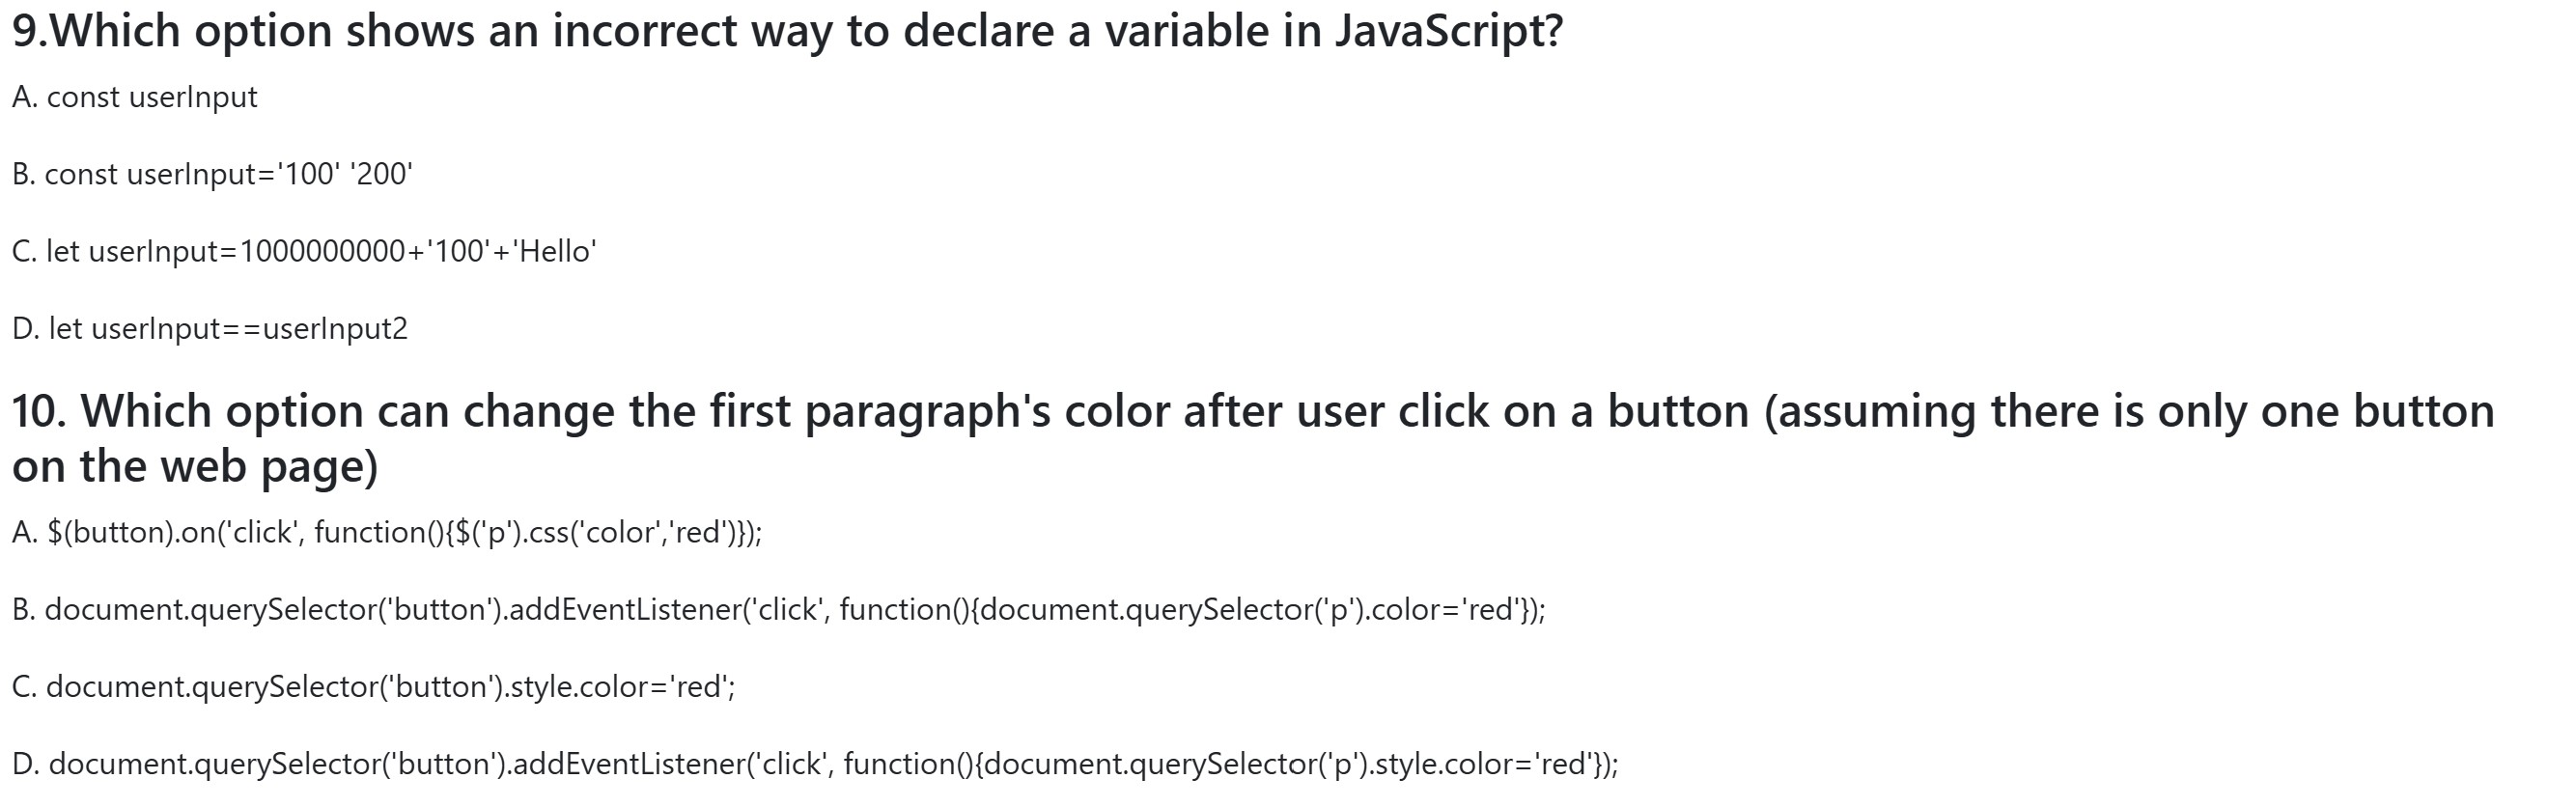 9.Which option shows an incorrect way to declare a variable in JavaScript?
A. const userInput
B. const userInput='100' '200'
C. let userInput=1000000000+'100'+'Hello'
D. let userInput==userInput2
10. Which option can change the first paragraph's color after user click on a button (assuming there is only one button
on the web page)
A. $(button).on('click', function(){$('p').css('color','red')});
B. document.querySelector('button').addEventListener('click', function(){document.querySelector('p').color='red'});
C. document.querySelector('button').style.color='red';
D. document.querySelector('button').addEventListener('click', function(){document.querySelector('p').style.color='red'});